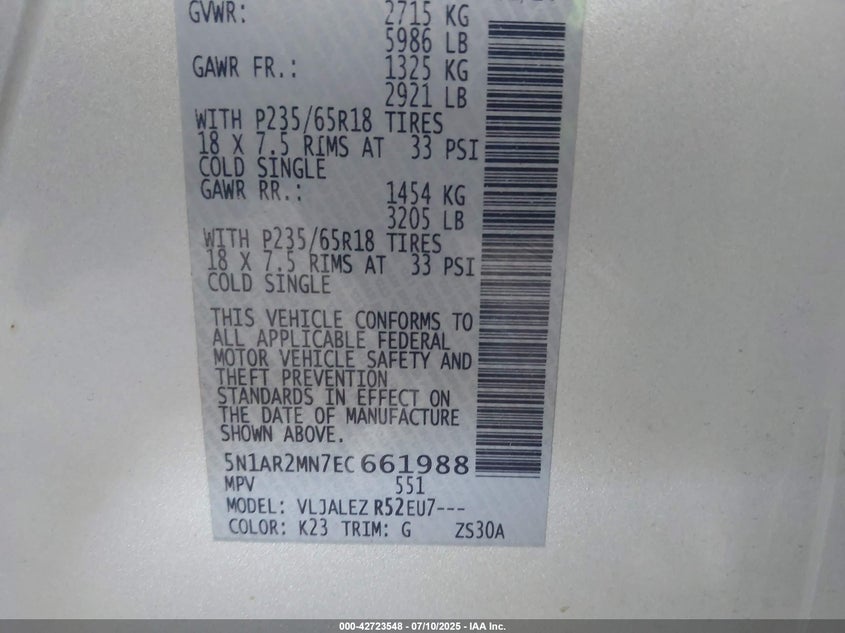 GVWR: 2715 KG
5986 LB
GAWR FR.: 1325 KG
2921 LB
WITH P235/65R18 TIRES
18 X 7.5 RIMS AT 33 PSI
COLD SINGLE
GAWR RR.: 1454 KG
3205 LB
WITH P235/65R18 TIRES
18 X 7.5 RIMS AT 33 PSI
COLD SINGLE
THIS VEHICLE CONFORMS TO
ALL APPLICABLE FEDERAL
MOTOR VEHICLE SAFETY AND
THEFT PREVENTION
STANDARDS IN EFFECT ON
THE DATE OF MANUFACTURE
SHOWN ABOVE.
5N1AR2MN7EC661988
MPV 551
MODEL: VLJALEZ R52EU7---
COLOR: K23 TRIM: G ZS30A
000-42723548 - 07/10/2025 - IAA Inc.